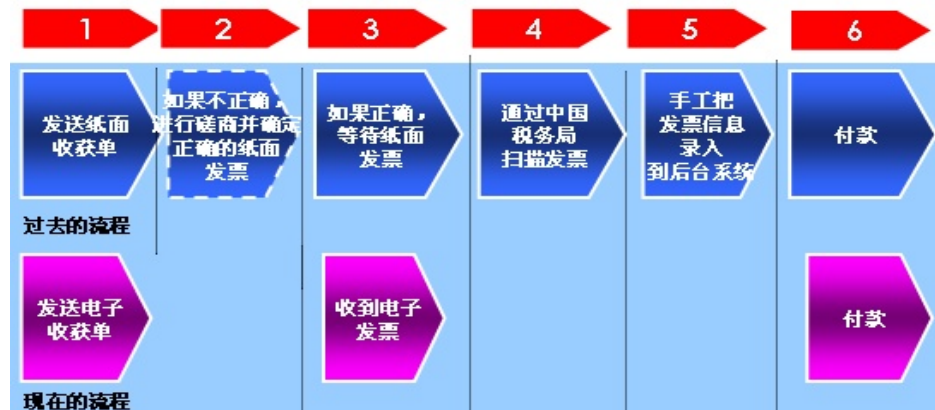 1
2
3
4
5
6
发送纸面
收获单
如果不正确，
进行磋商并确定
正确的纸面
发票
如果正确，
等待纸面
发票
通过中国
税务局
扫描发票
手工把
发票信息
录入
到后台系统
付款
过去的流程
发送电子
收获单
收到电子
发票
付款
现在的流程